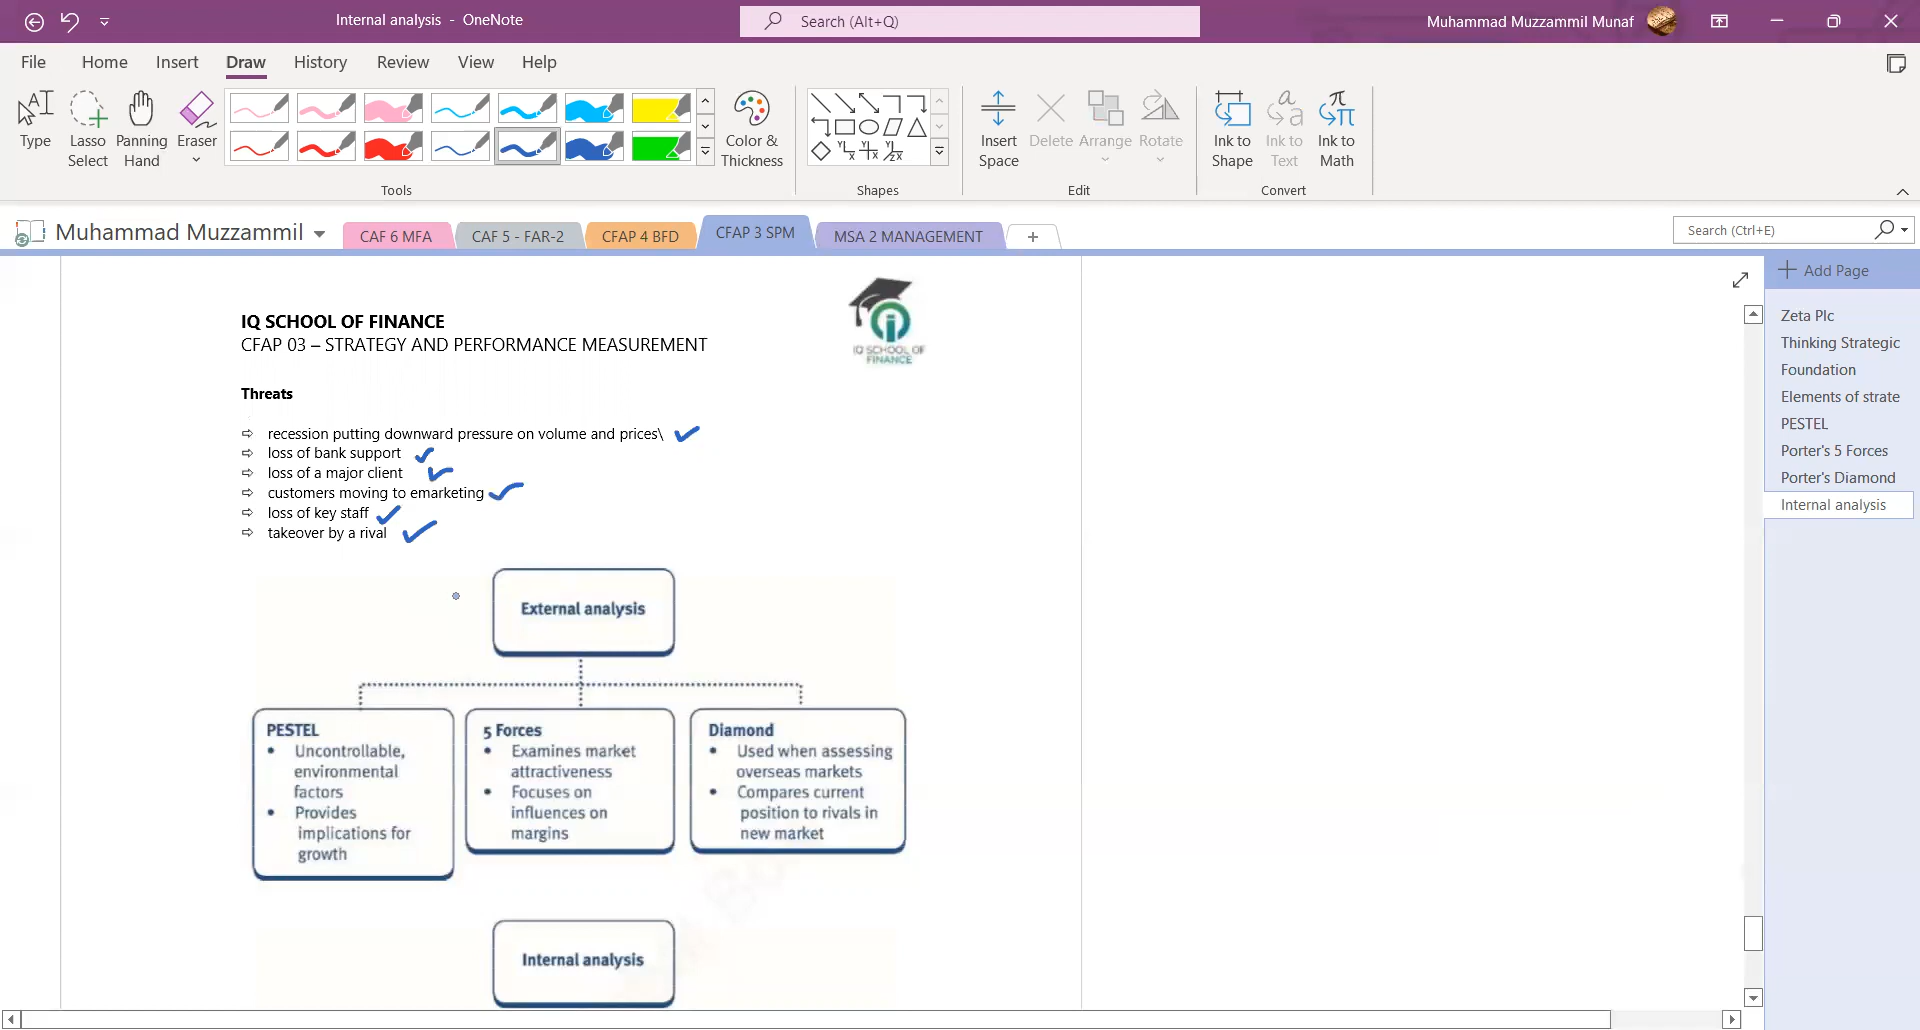 Internal analysis - OneNote
Search (Alt+Q)
Muhammad Muzzammil Munaf
File Home Insert Draw History Review View Help
Type
Lasso Select
Panning Hand
Eraser
Color & Thickness
Insert Space
Delete
Arrange
Rotate
Ink to Shape
Ink to Text
Ink to Math
Tools
Shapes
Edit
Convert
Muhammad Muzzammil
CAF 6 MFA
CAF 5 - FAR-2
CFAP 4 BFD
CFAP 3 SPM
MSA 2 MANAGEMENT
Search (Ctrl+E)
Add Page
Zeta Plc
Thinking Strategic
Foundation
Elements of strate
PESTEL
Porter's 5 Forces
Porter's Diamond
Internal analysis
IQ SCHOOL OF FINANCE
CFAP 03 – STRATEGY AND PERFORMANCE MEASUREMENT
IQ SCHOOL OF
FINANCE
Threats
⇨ recession putting downward pressure on volume and prices\
⇨ loss of bank support
⇨ loss of a major client
⇨ customers moving to emarketing
⇨ loss of key staff
⇨ takeover by a rival
External analysis
PESTEL
• Uncontrollable,
environmental
factors
• Provides
implications for
growth
5 Forces
• Examines market
attractiveness
• Focuses on
influences on
margins
Diamond
• Used when assessing
overseas markets
• Compares current
position to rivals in
new market
Internal analysis